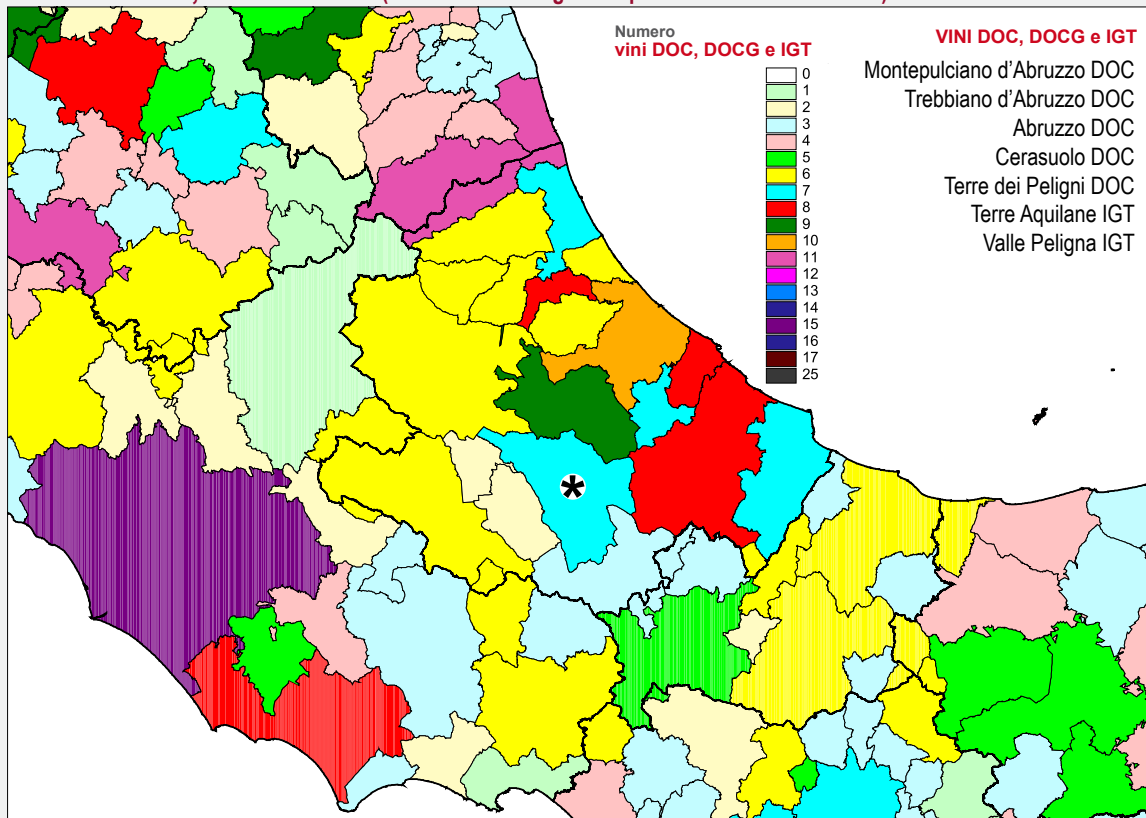 Numero
vini DOC, DOCG e IGT
0
1
2
3
4
5
6
7
8
9
10
11
12
13
14
15
16
17
25
VINI DOC, DOCG e IGT
Montepulciano d'Abruzzo DOC
Trebbiano d'Abruzzo DOC
Abruzzo DOC
Cerasuolo DOC
Terre dei Peligni DOC
Terre Aquilane IGT
Valle Peligna IGT
*